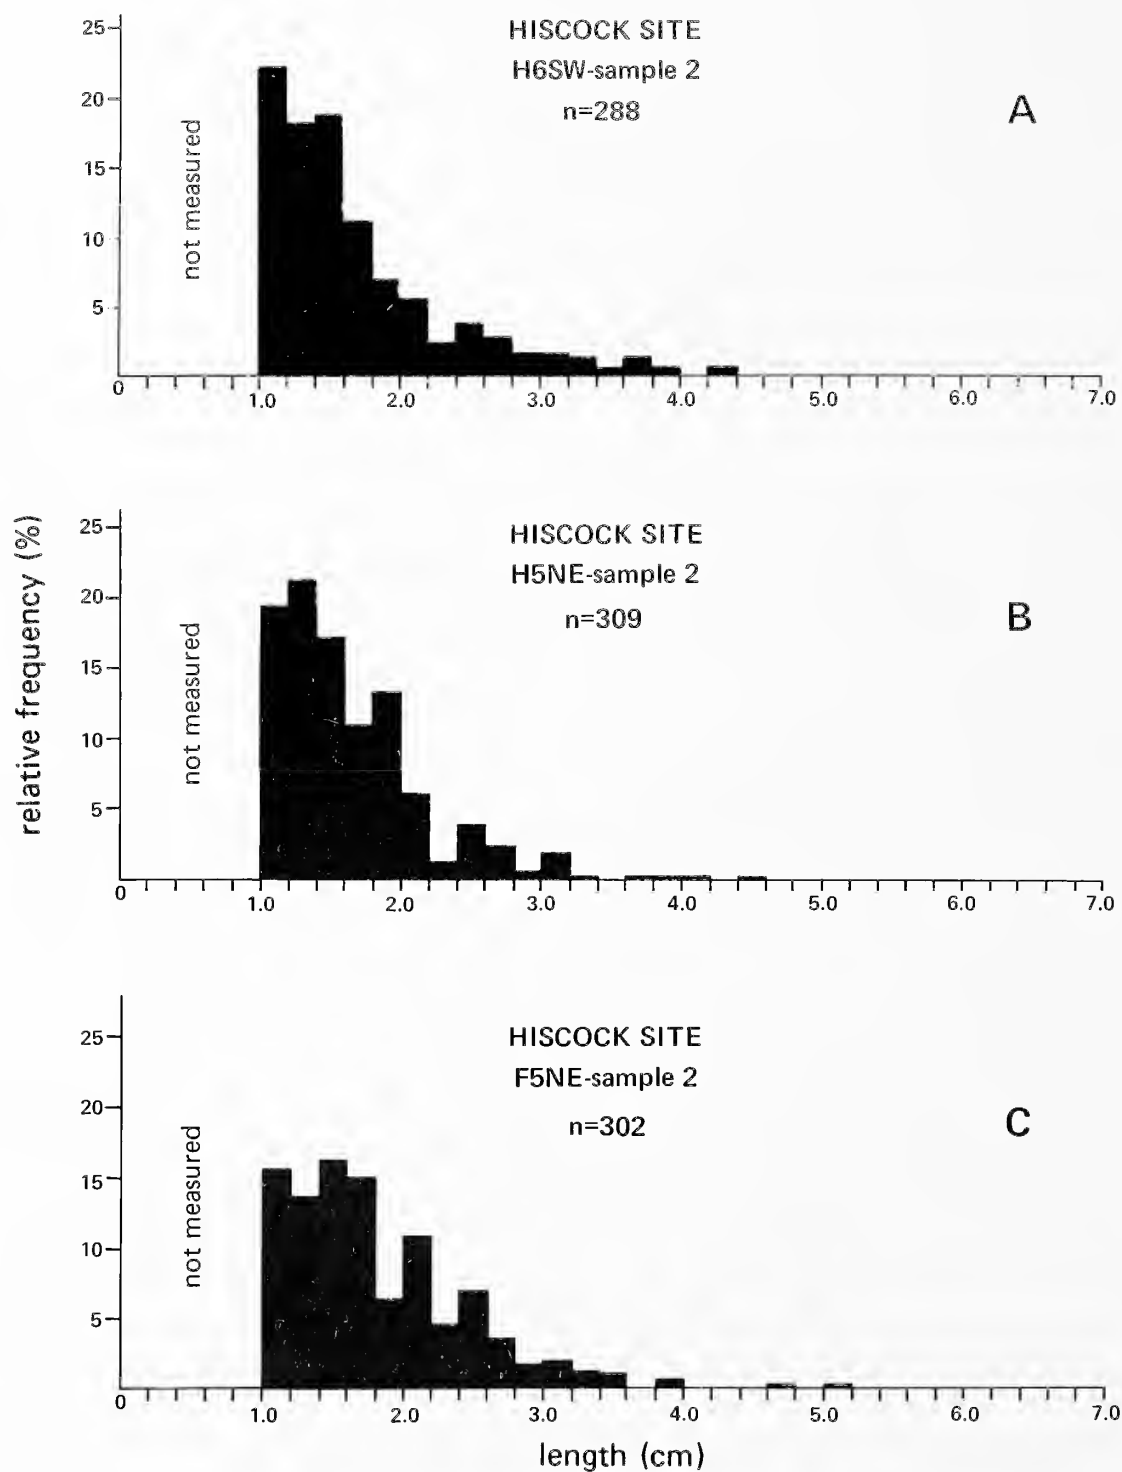 HISCOCK SITE
H6SW-sample 2
n=288
A
25
20
15
10
5
not measured
0 1.0 2.0 3.0 4.0 5.0 6.0 7.0
relative frequency (%)
HISCOCK SITE
H5NE-sample 2
n=309
B
25
20
15
10
5
not measured
0 1.0 2.0 3.0 4.0 5.0 6.0 7.0
HISCOCK SITE
F5NE-sample 2
n=302
C
25
20
15
10
5
not measured
0 1.0 2.0 3.0 4.0 5.0 6.0 7.0
length (cm)